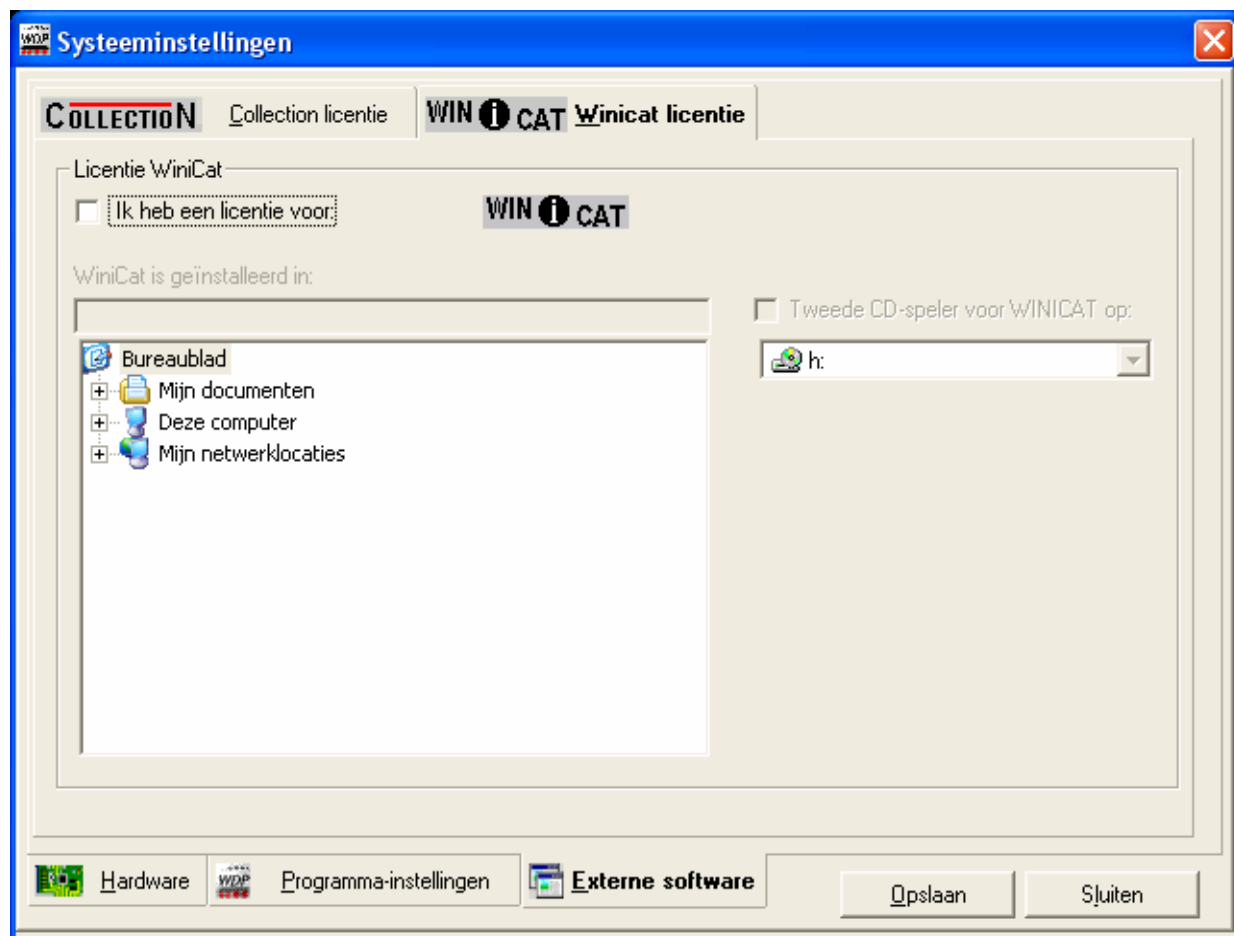 WDP Systeeminstellingen
COLLECTION Collection licentie WIN i CAT Winicat licentie
Licentie WiniCat
Ik heb een licentie voor: WIN i CAT
WiniCat is geïnstalleerd in:
Tweede CD-speler voor WINICAT op:
h:
Bureaublad
Mijn documenten
Deze computer
Mijn netwerklocaties
Hardware WDP Programma-instellingen Externe software
Opslaan Sluiten